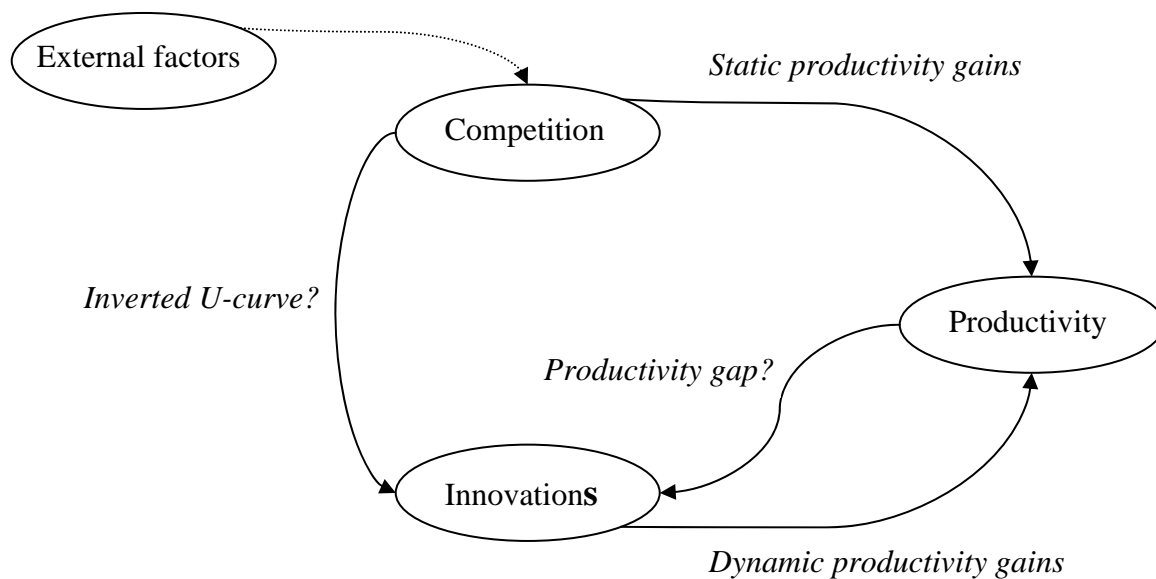 External factors
Static productivity gains
Competition
Inverted U-curve?
Productivity
Productivity gap?
Innovations
Dynamic productivity gains